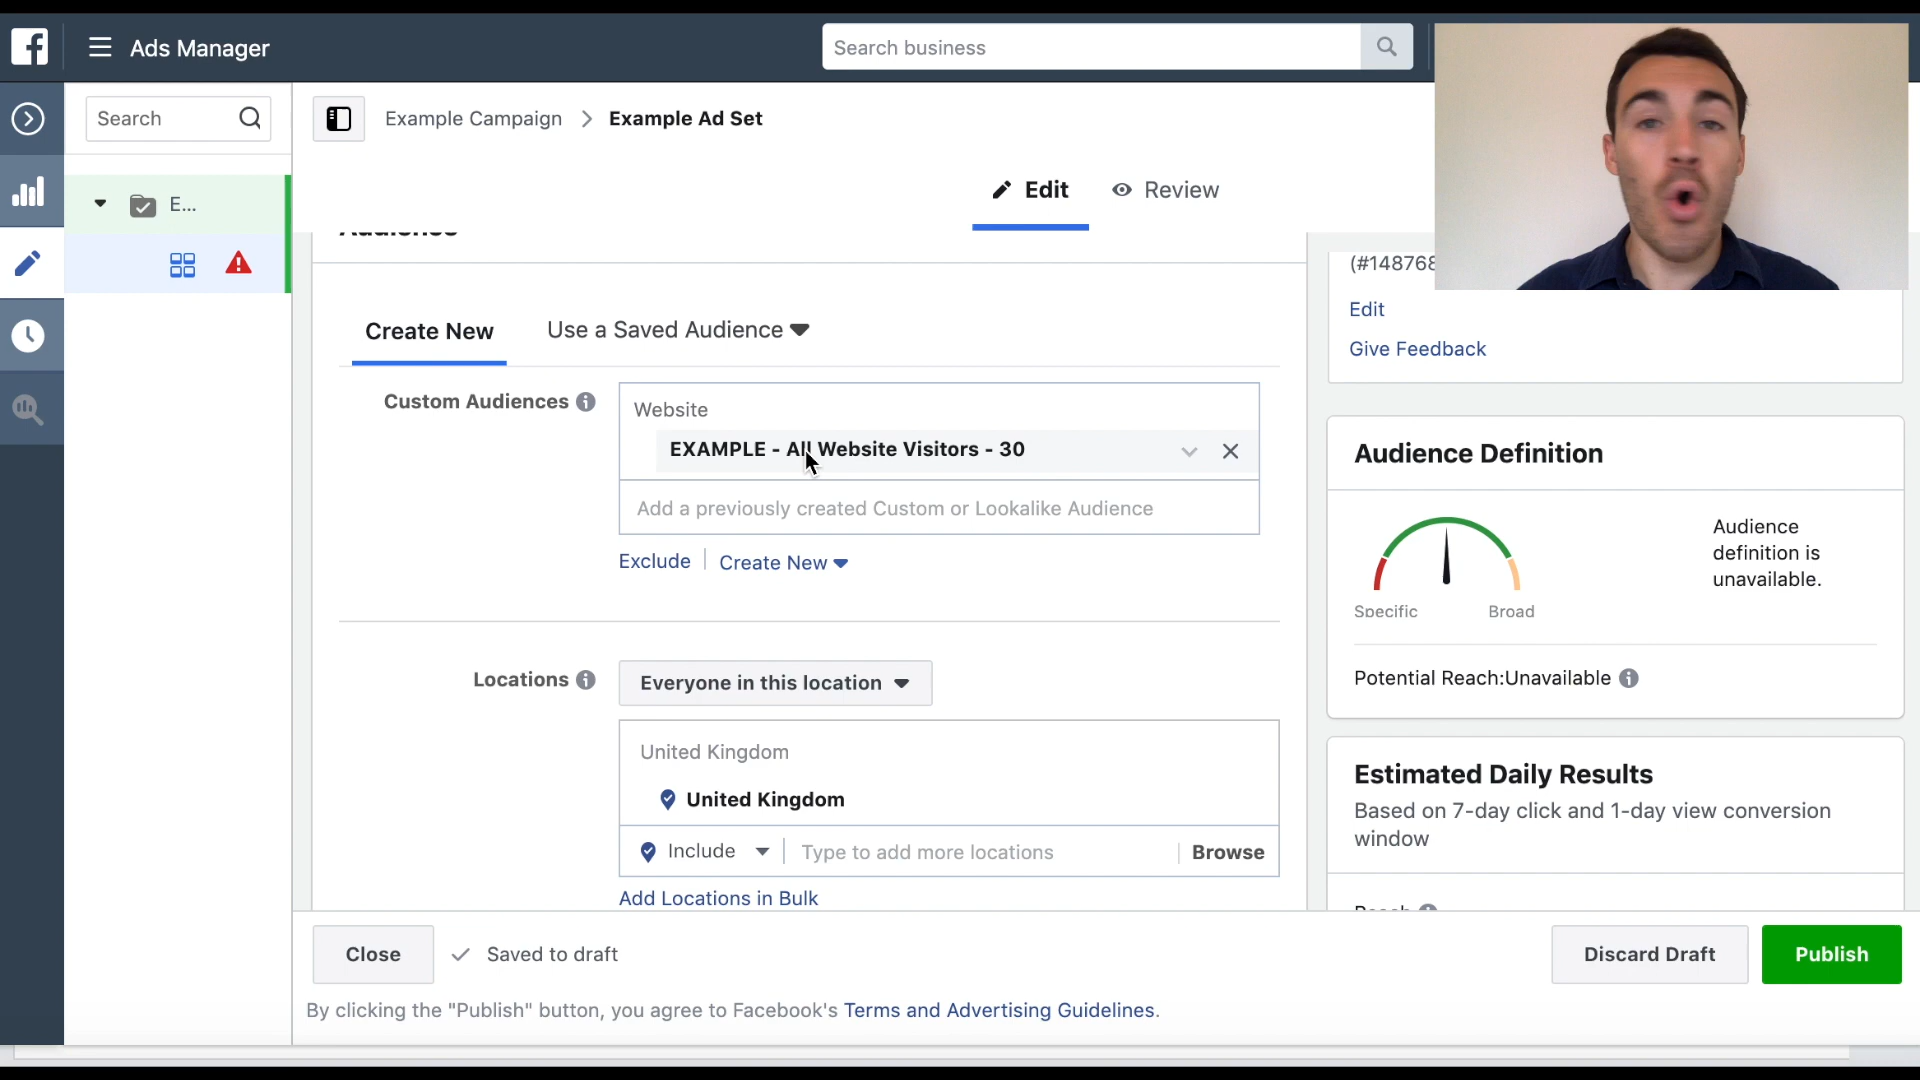 Ads Manager
Search business
Search
Example Campaign > Example Ad Set
Edit
Review
E...
Audience
Create New
Use a Saved Audience
Custom Audiences
Website
EXAMPLE - All Website Visitors - 30
Add a previously created Custom or Lookalike Audience
Exclude
Create New
Locations
Everyone in this location
United Kingdom
United Kingdom
Include
Type to add more locations
Browse
Add Locations in Bulk
(#148768
Edit
Give Feedback
Audience Definition
Specific
Broad
Audience
definition is
unavailable.
Potential Reach:Unavailable
Estimated Daily Results
Based on 7-day click and 1-day view conversion
window
Reach
Close
Saved to draft
Discard Draft
Publish
By clicking the "Publish" button, you agree to Facebook's Terms and Advertising Guidelines.